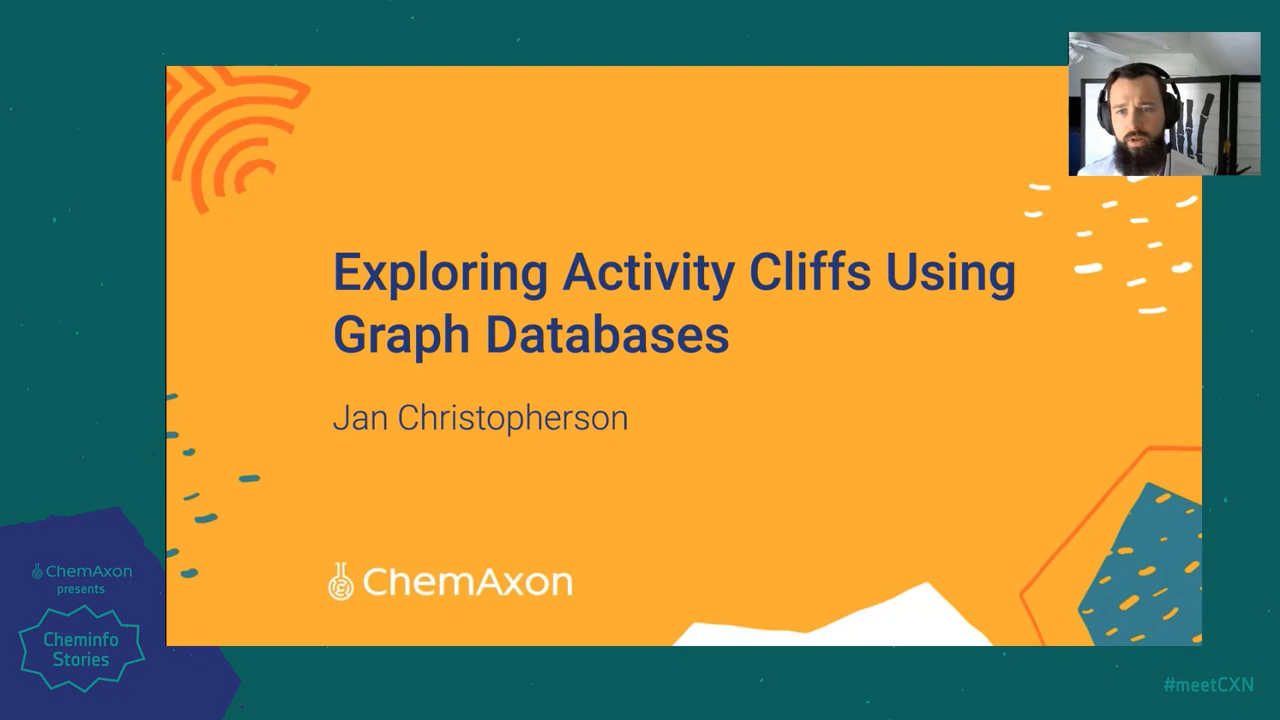 Exploring Activity Cliffs Using
Graph Databases
Jan Christopherson
ChemAxon
ChemAxon
presents
Cheminfo
Stories
#meetCXN